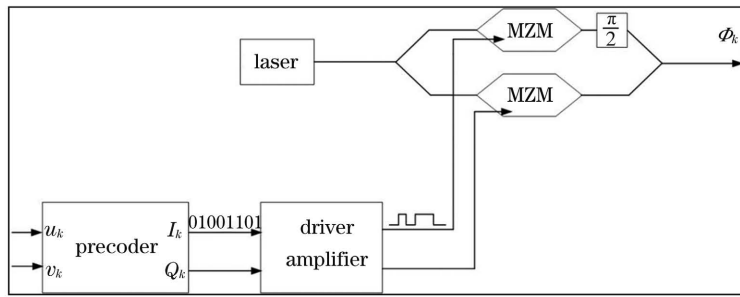 MZM
π/2
Φk
laser
MZM
uk
Ik
01001101
driver
precoder
amplifier
vk
Qk